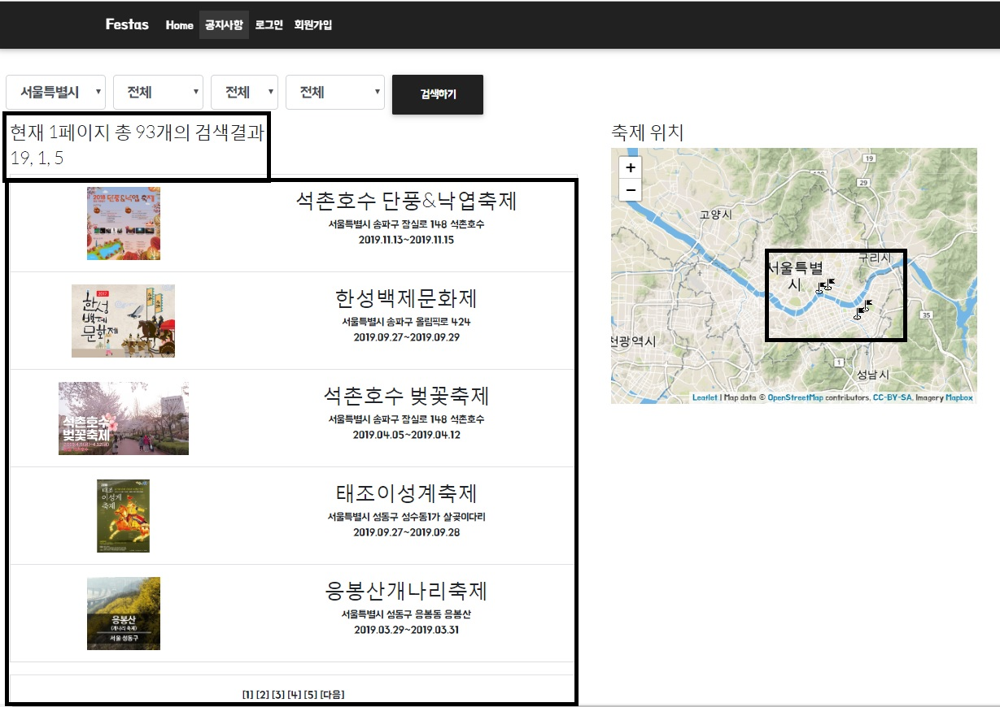 Festas Home 공지사항 로그인 회원가입
서울특별시 전체 전체 전체 검색하기
현재 1페이지 총 93개의 검색결과
19, 1, 5
석촌호수 단풍&낙엽축제
서울특별시 송파구 잠실로 148 석촌호수
2019.11.13~2019.11.15
2017
한성
백제
문화제
한성백제문화제
서울특별시 송파구 올림픽로 424
2019.09.27~2019.09.29
석촌호수
벚꽃축제
석촌호수 벚꽃축제
서울특별시 송파구 잠실로 148 석촌호수
2019.04.05~2019.04.12
태조
이성계
축제
태조이성계축제
서울특별시 성동구 성수동1가 살곶이다리
2019.09.27~2019.09.28
응봉산
(개나리 축제)
서울 성동구
응봉산개나리축제
서울특별시 성동구 응봉동 응봉산
2019.03.29~2019.03.31
[1] [2] [3] [4] [5] [다음]
축제 위치
+
−
19
29
고양시
구리시
서울특별
시
35
천광역시
1
성남시
Leaflet | Map data © OpenStreetMap contributors, CC-BY-SA, Imagery Mapbox